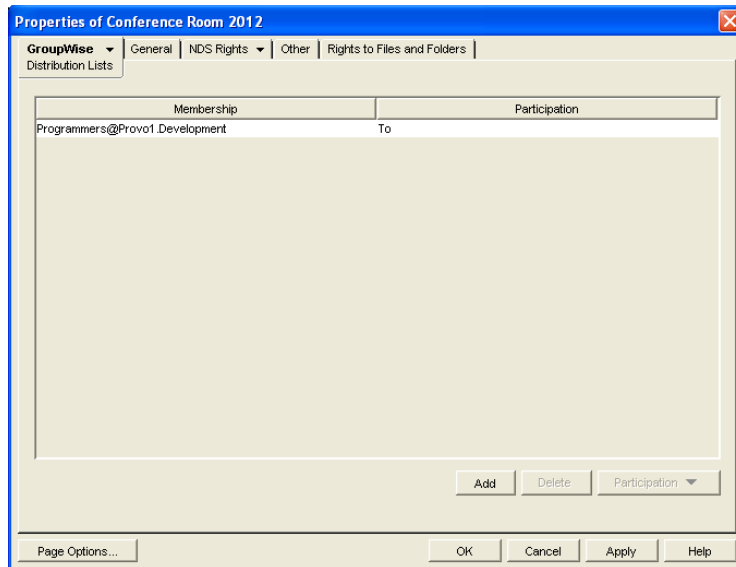 Properties of Conference Room 2012
GroupWise General NDS Rights Other Rights to Files and Folders
Distribution Lists
Membership Participation
Programmers@Provo1.Development To
Add Delete Participation
Page Options... OK Cancel Apply Help